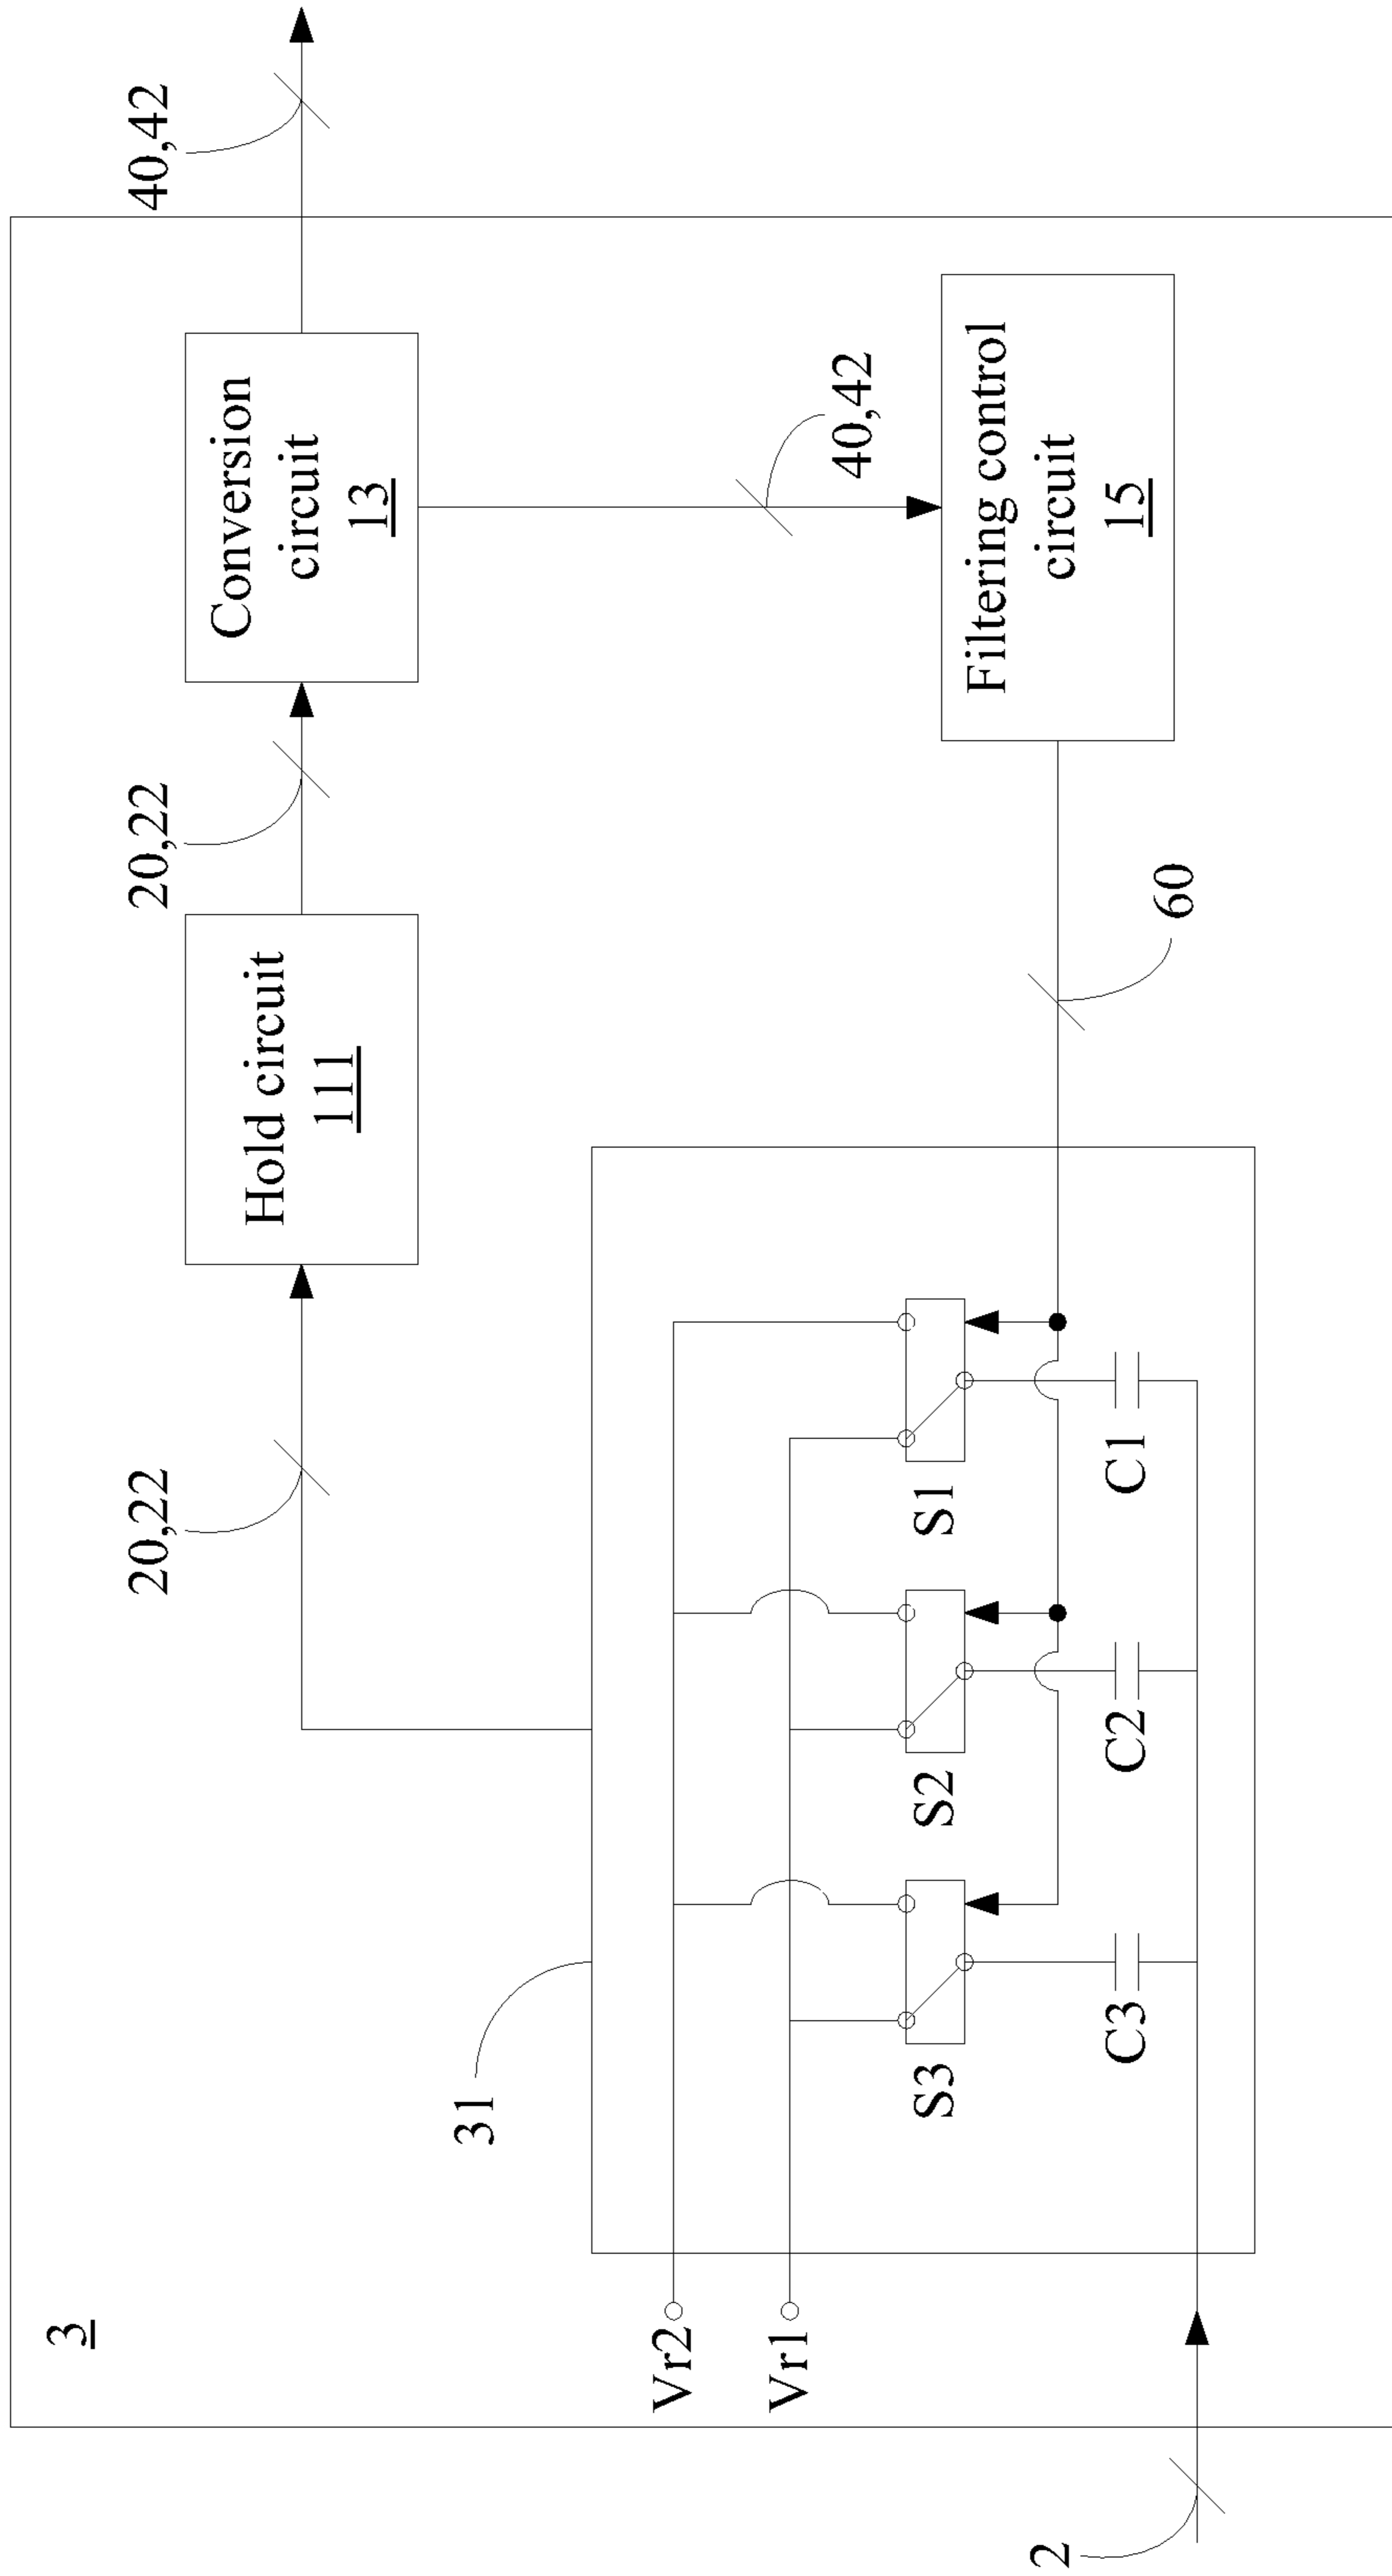 3
40,42
20,22
20,22
Conversion
circuit
13
Hold circuit
111
40,42
Filtering control
circuit
15
31
60
Vr2
Vr1
S3
S2
S1
C3
C2
C1
2